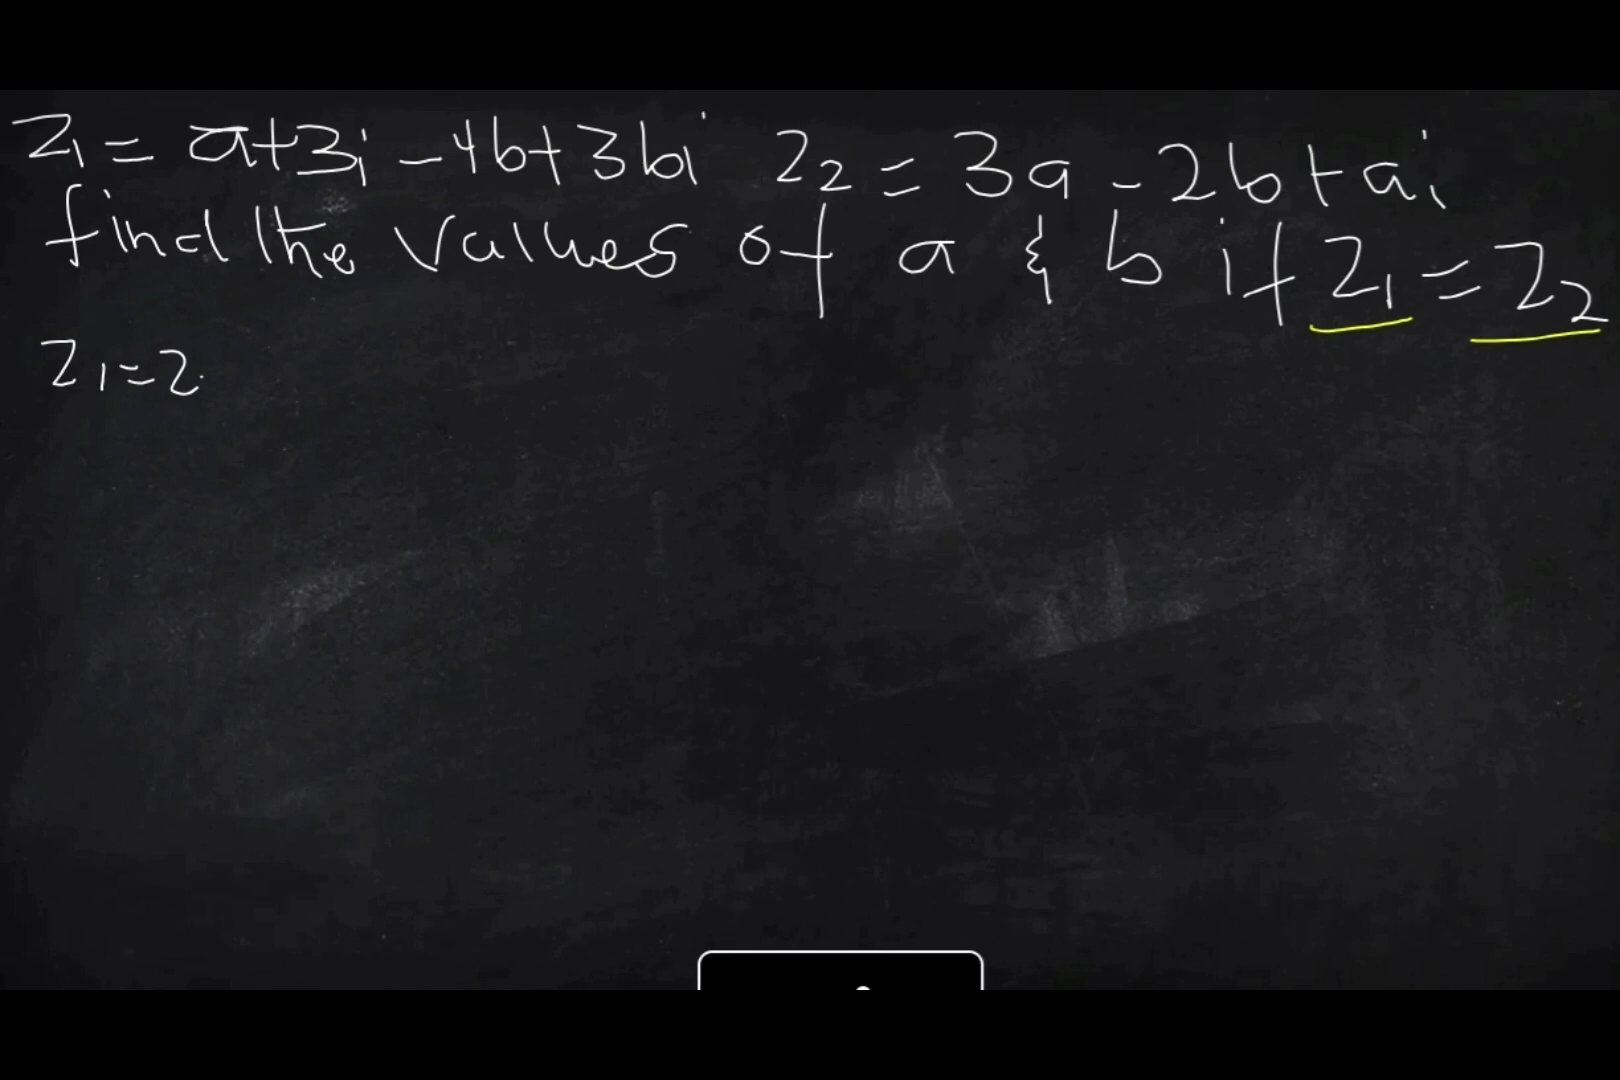 z₁ = a+3i -4b+3bi z₂ = 3a -2b+ai
find the values of a & b if z₁ = z₂
z₁=z